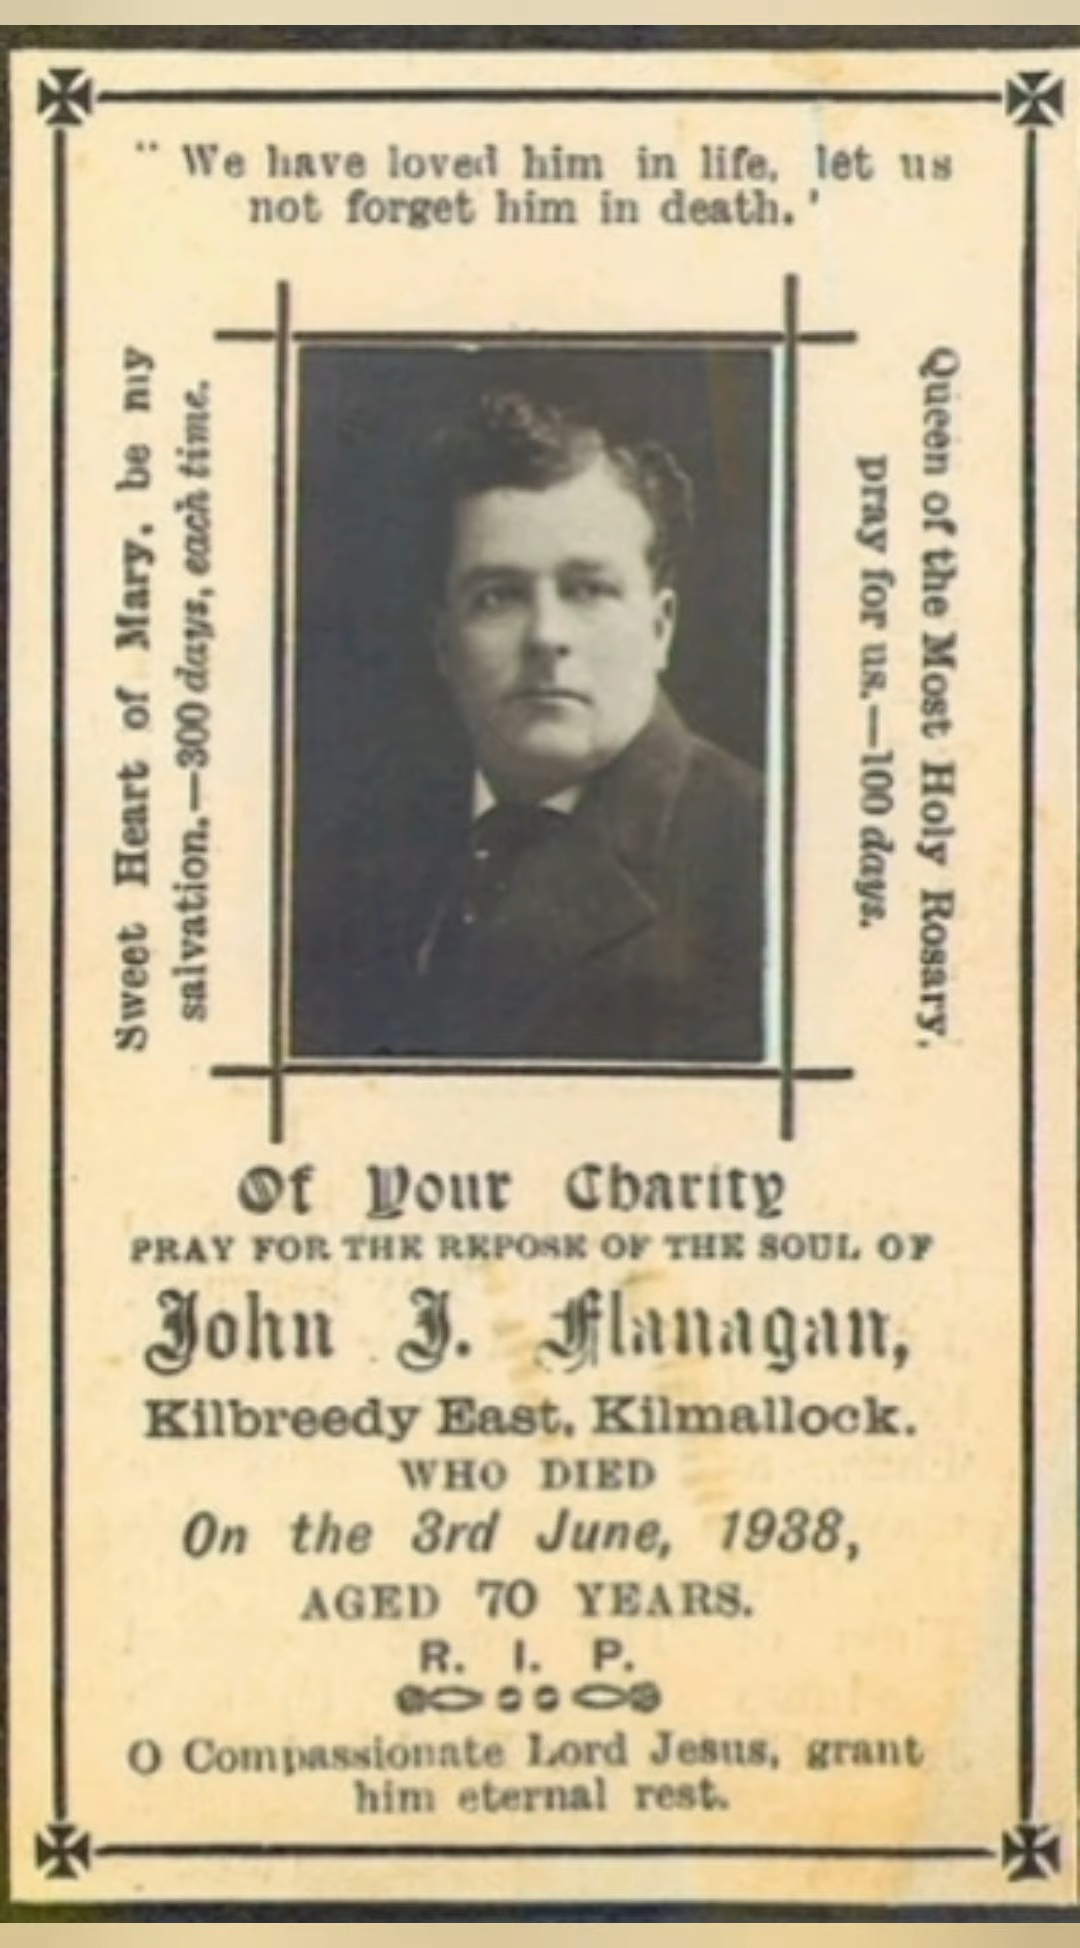 " We have loved him in life, let us
not forget him in death. '
Sweet Heart of Mary, be my
salvation.—300 days, each time.
Queen of the Most Holy Rosary,
pray for us.—100 days.
Of Your Charity
PRAY FOR THE REPOSE OF THE SOUL OF
John J. Flanagan,
Kilbreedy East, Kilmallock.
WHO DIED
On the 3rd June, 1938,
AGED 70 YEARS.
R. I. P.
O Compassionate Lord Jesus, grant
him eternal rest.